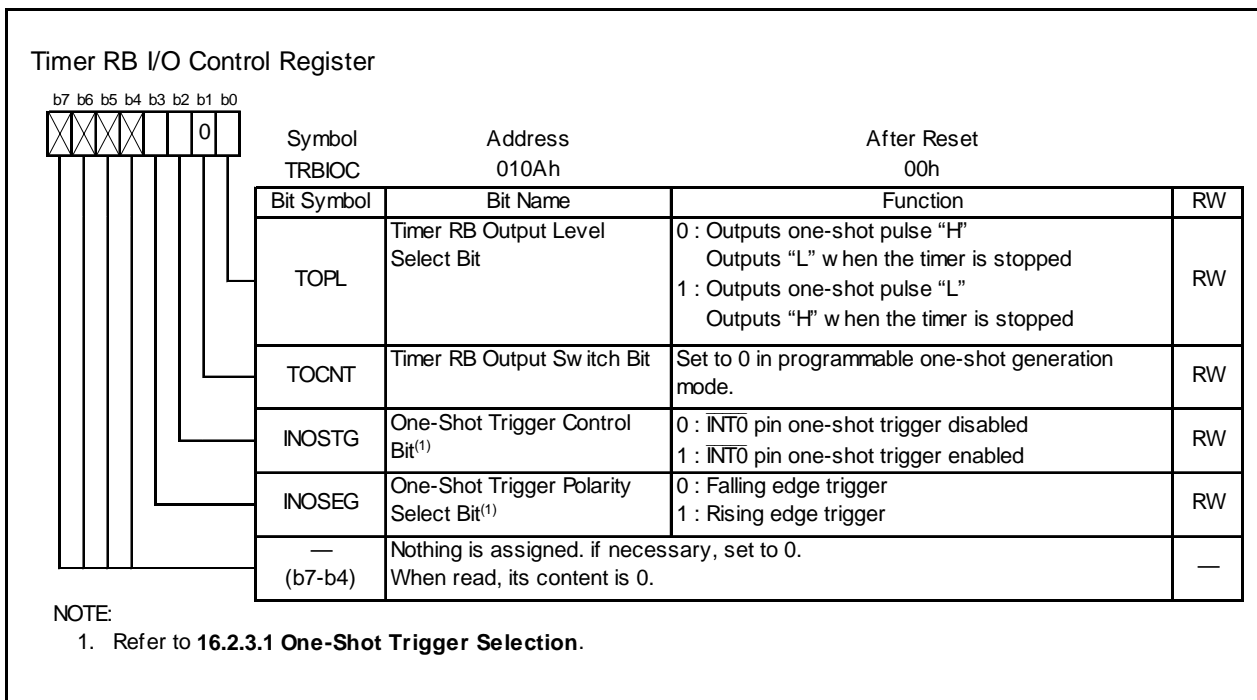 Timer RB I/O Control Register
b7 b6 b5 b4 b3 b2 b1 b0
0
Symbol Address After Reset
TRBIOC 010Ah 00h
Bit Symbol Bit Name Function RW
TOPL Timer RB Output Level Select Bit 0 : Outputs one-shot pulse “H” RW
Outputs “L” when the timer is stopped
1 : Outputs one-shot pulse “L”
Outputs “H” when the timer is stopped
TOCNT Timer RB Output Switch Bit Set to 0 in programmable one-shot generation RW
mode.
INOSTG One-Shot Trigger Control Bit(1) 0 : INT0 pin one-shot trigger disabled RW
1 : INT0 pin one-shot trigger enabled
INOSEG One-Shot Trigger Polarity Select Bit(1) 0 : Falling edge trigger RW
1 : Rising edge trigger
— (b7-b4) Nothing is assigned. if necessary, set to 0. —
When read, its content is 0.
NOTE:
1. Refer to 16.2.3.1 One-Shot Trigger Selection.